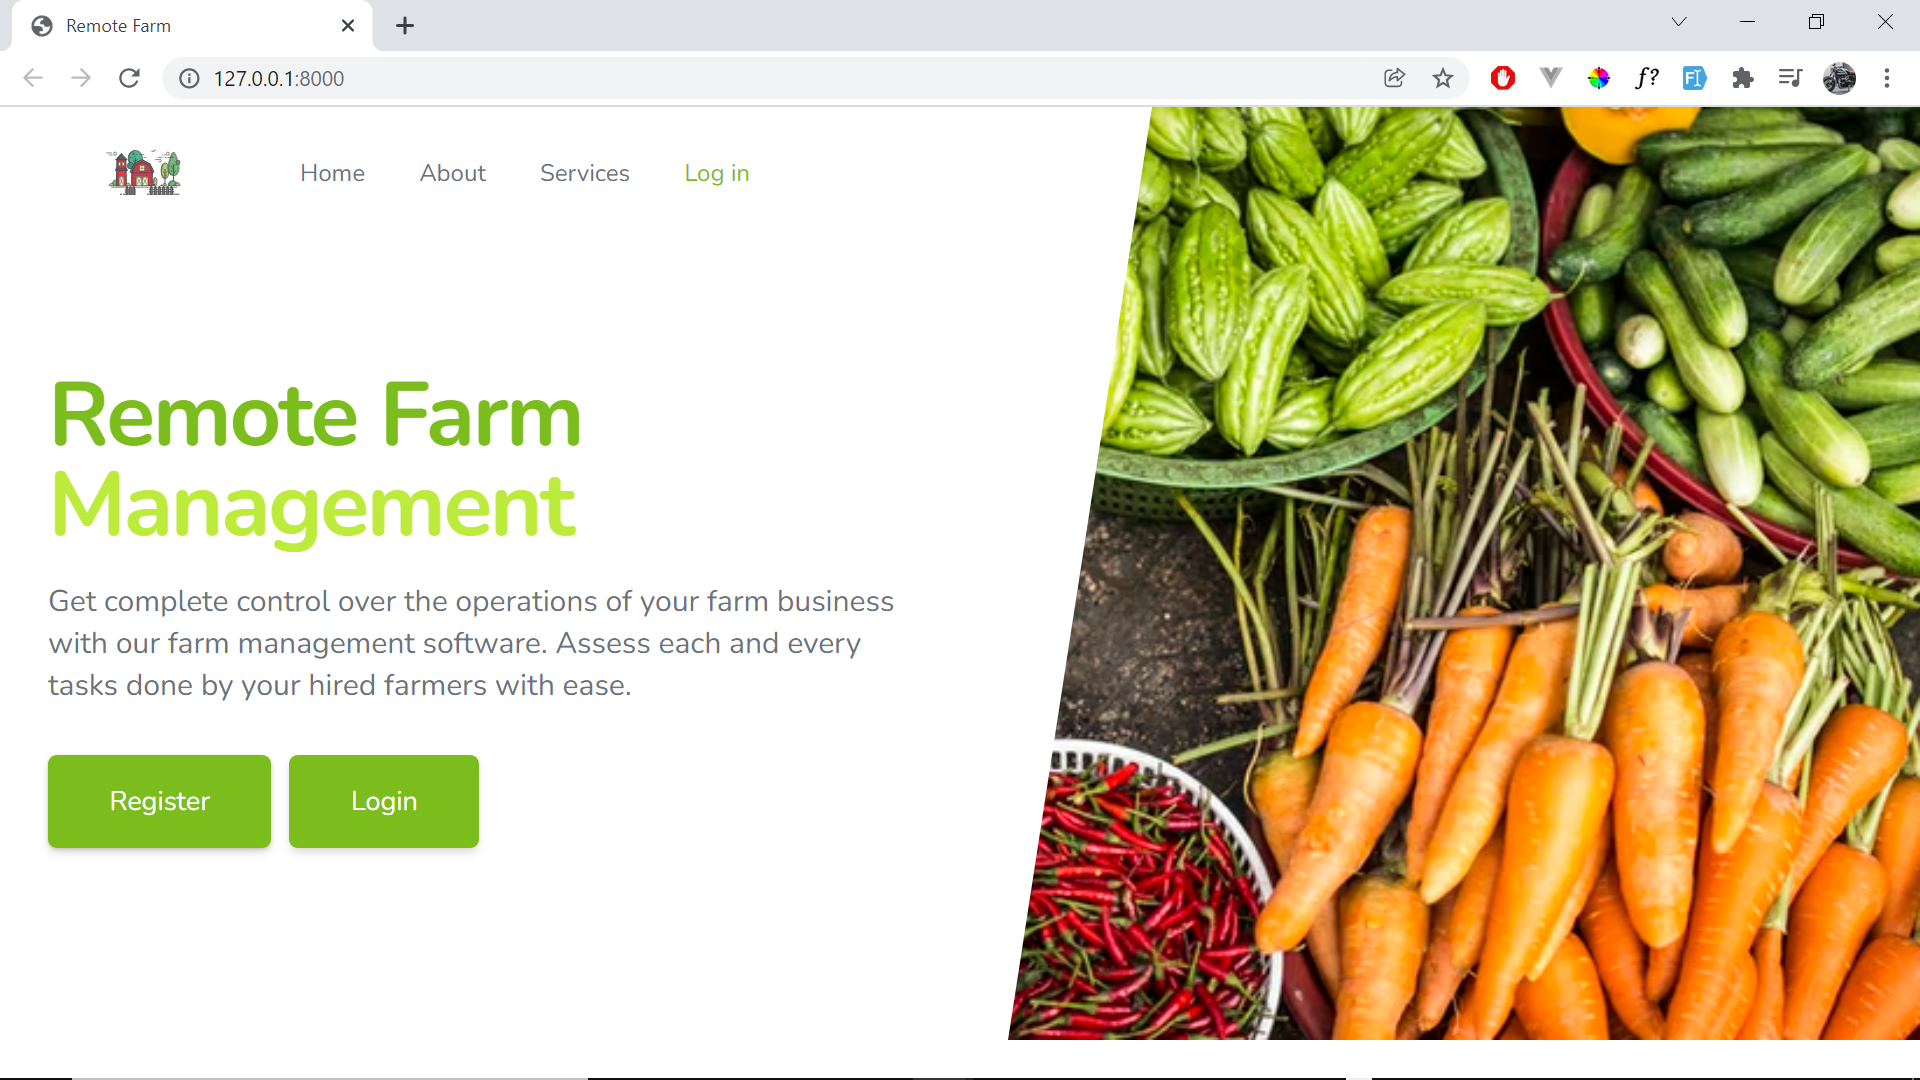 Remote Farm
127.0.0.1:8000
f?
Home About Services Log in
Remote Farm
Management
Get complete control over the operations of your farm business
with our farm management software. Assess each and every
tasks done by your hired farmers with ease.
Register Login